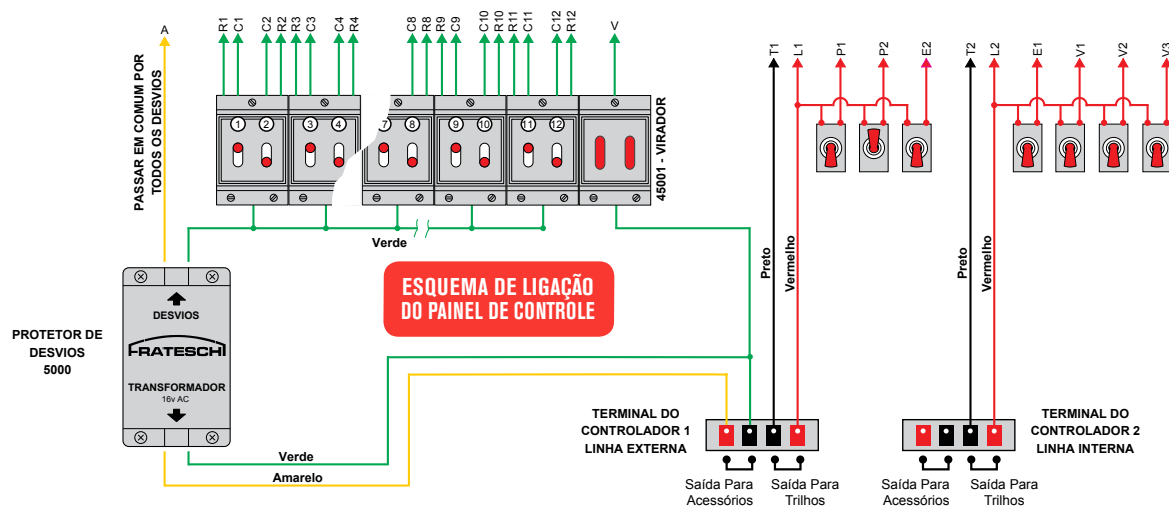 A
R1
C1
C2
R2
R3
C3
C4
R4
C8
R8
R9
C9
C10
R10
R11
C11
C12
R12
V
T1
L1
P1
P2
E2
T2
L2
E1
V1
V2
V3
PASSAR EM COMUM POR
TODOS OS DESVIOS
1
2
3
4
7
8
9
10
11
12
45001 - VIRADOR
Verde
ESQUEMA DE LIGAÇÃO
DO PAINEL DE CONTRÔLE
Preto
Vermelho
Preto
Vermelho
PROTETOR DE
DESVIOS
5000
DESVIOS
FRATESCHI
TRANSFORMADOR
16v AC
Verde
Amarelo
TERMINAL DO
CONTROLADOR 1
LINHA EXTERNA
Saída Para
Acessórios
Saída Para
Trilhos
TERMINAL DO
CONTROLADOR 2
LINHA INTERNA
Saída Para
Acessórios
Saída Para
Trilhos